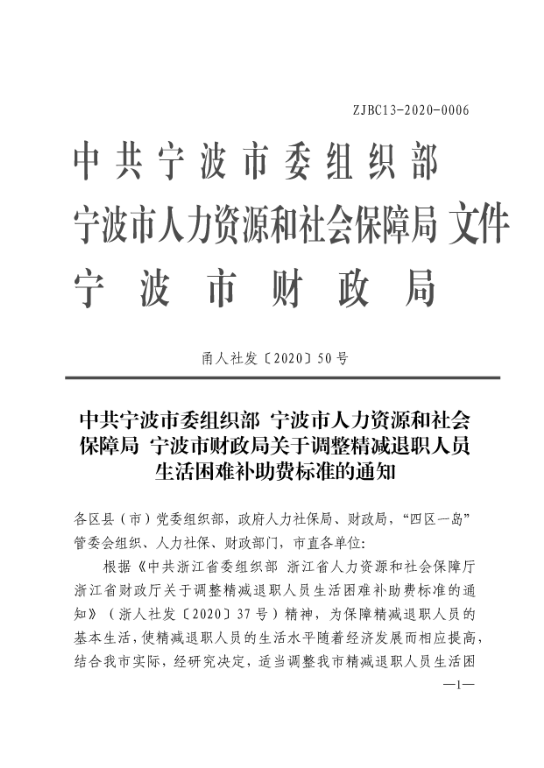 ZJBC13-2020-0006
中共宁波市委组织部
宁波市人力资源和社会保障局 文件
宁波市财政局
甬人社发〔2020〕50号
中共宁波市委组织部 宁波市人力资源和社会
保障局 宁波市财政局关于调整精减退职人员
生活困难补助费标准的通知
各区县（市）党委组织部，政府人力社保局、财政局，“四区一岛”
管委会组织、人力社保、财政部门，市直各单位：
根据《中共浙江省委组织部 浙江省人力资源和社会保障厅
浙江省财政厅关于调整精减退职人员生活困难补助费标准的通
知》（浙人社发〔2020〕37号）精神，为保障精减退职人员的
基本生活，使精减退职人员的生活水平随着经济发展而相应提高，
结合我市实际，经研究决定，适当调整我市精减退职人员生活困
—1—